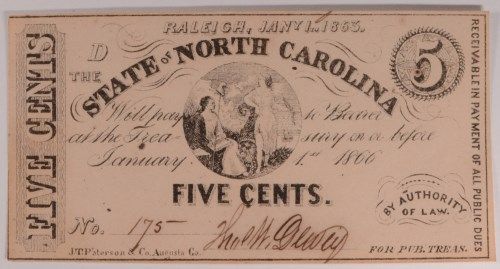 RALEIGH, JANY 1st 1863.
D
5
THE
STATE OF NORTH CAROLINA
Will pay to Bearer
at the Treasury on or before
January 1st 1866
FIVE CENTS.
No. 175
Jno. W. Dewey
BY AUTHORITY
OF LAW.
J.T.Paterson & Co. Augusta Ga.
FOR PUB. TREAS.
FIVE CENTS
RECEIVABLE IN PAYMENT OF ALL PUBLIC DUES